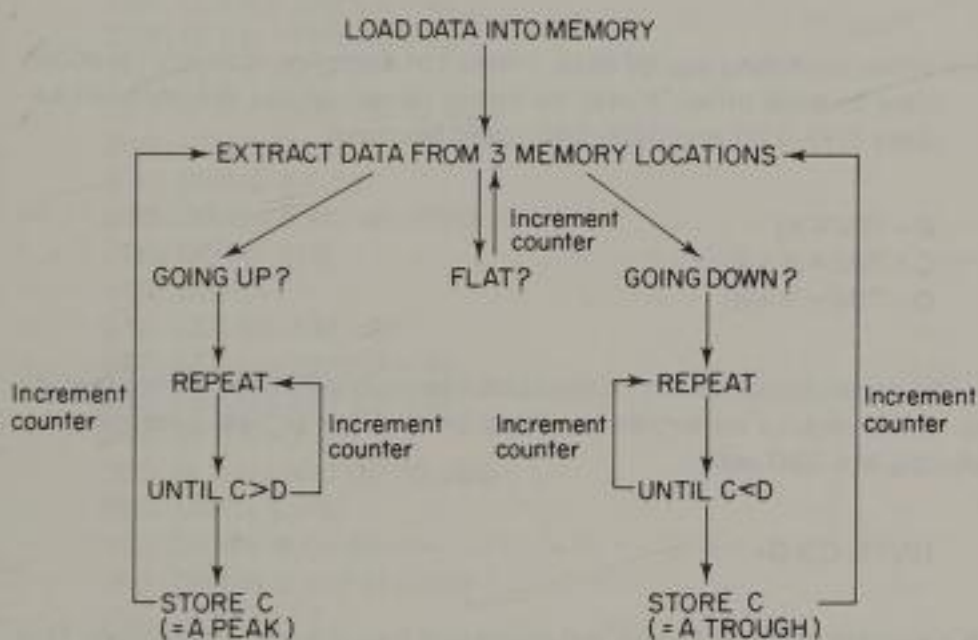 LOAD DATA INTO MEMORY
EXTRACT DATA FROM 3 MEMORY LOCATIONS
Increment
counter
GOING UP?
FLAT?
GOING DOWN?
REPEAT
REPEAT
Increment
counter
Increment
counter
Increment
counter
Increment
counter
UNTIL C>D
UNTIL C<D
STORE C
(=A PEAK)
STORE C
(=A TROUGH)